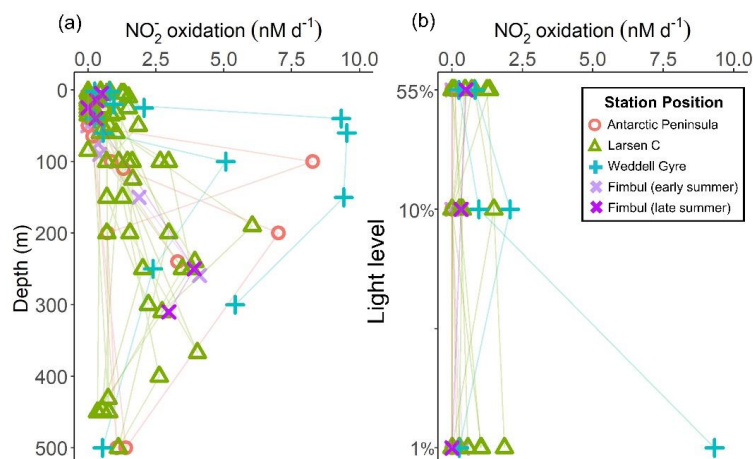 (a) NO₂⁻ oxidation (nM d⁻¹)
0.0 2.5 5.0 7.5 10.0
0
100
200
300
400
500
Depth (m)
(b) NO₂⁻ oxidation (nM d⁻¹)
0.0 2.5 5.0 7.5 10.0
55%
10%
1%
Light level
Station Position
Antarctic Peninsula
Larsen C
Weddell Gyre
Fimbul (early summer)
Fimbul (late summer)